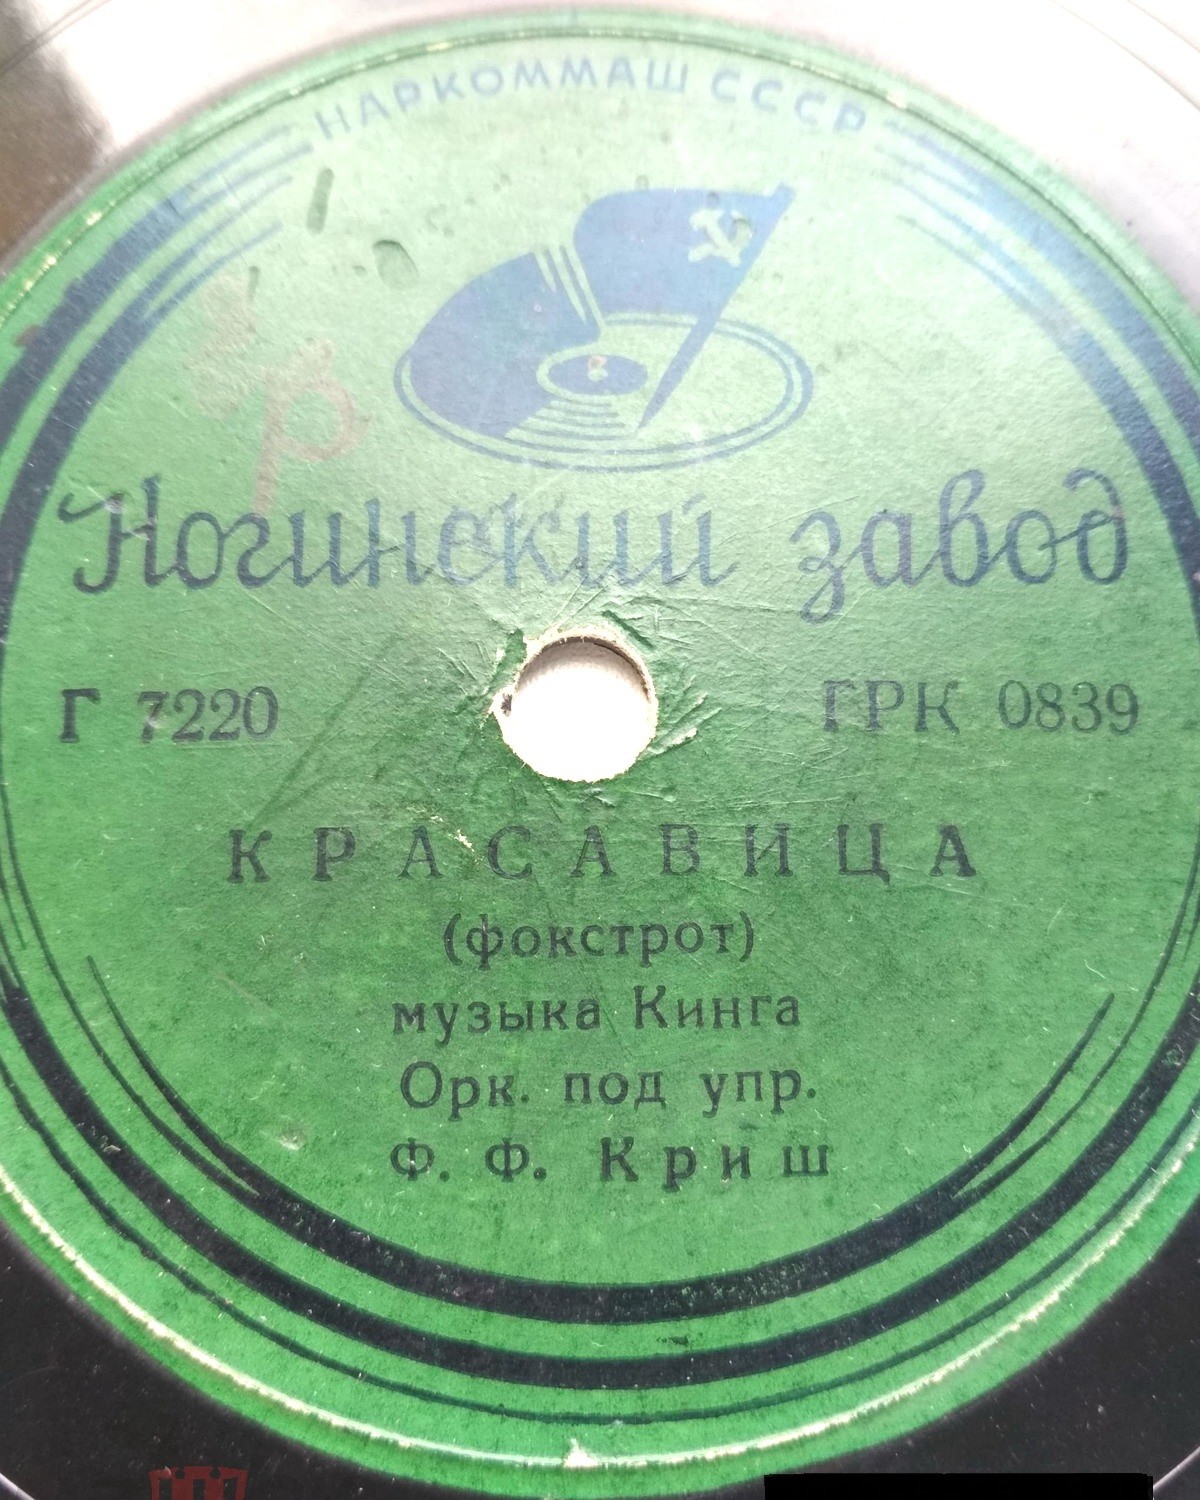 НАРКОММАШ СССР
Ногинский завод
Г 7220 ГРК 0839
КРАСАВИЦА
(фокстрот)
музыка Кинга
Орк. под упр.
Ф. Ф. Криш